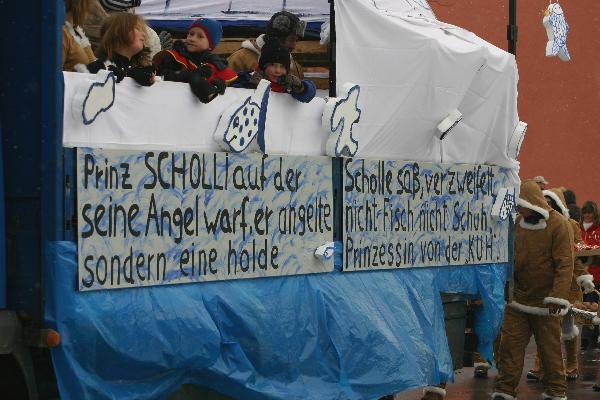 Prinz SCHOLLI auf der
Scholle saß, verzweifelt
seine Angel warf, er angelte
nicht Fisch nicht Schuh,
sondern eine holde
Prinzessin von der KÜH.